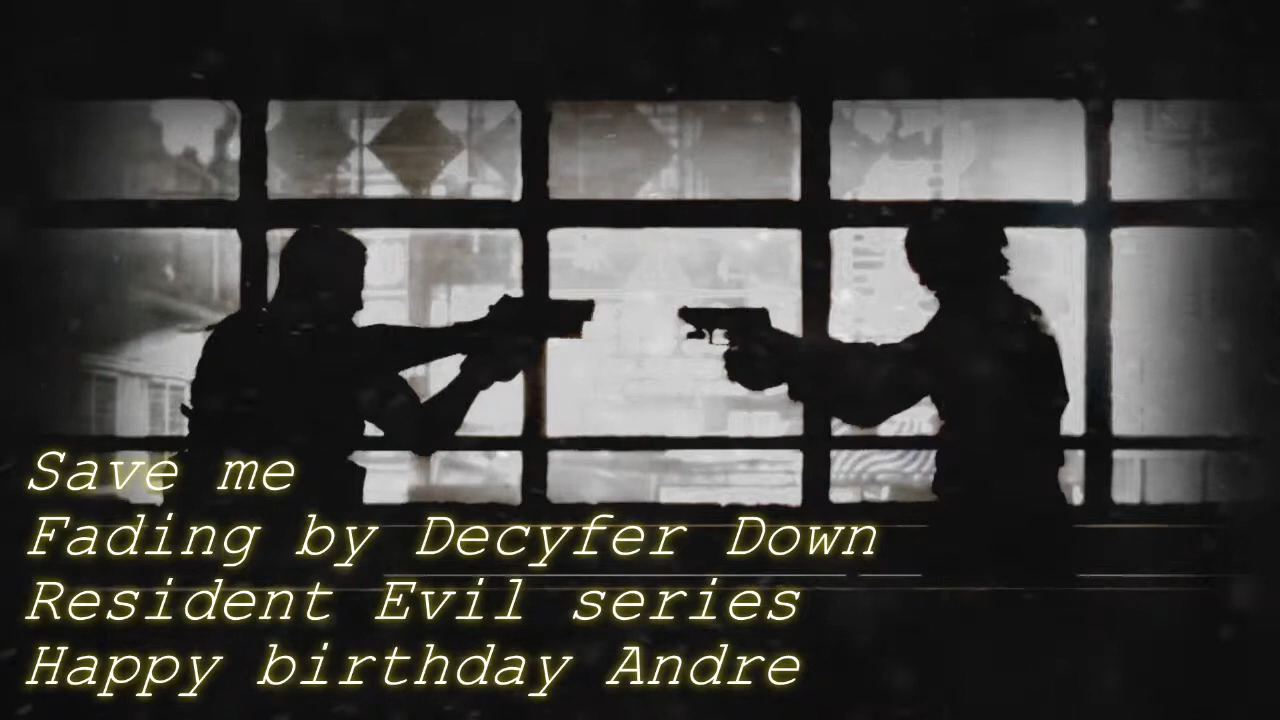 Save me
Fading by Decyfer Down
Resident Evil series
Happy birthday Andre